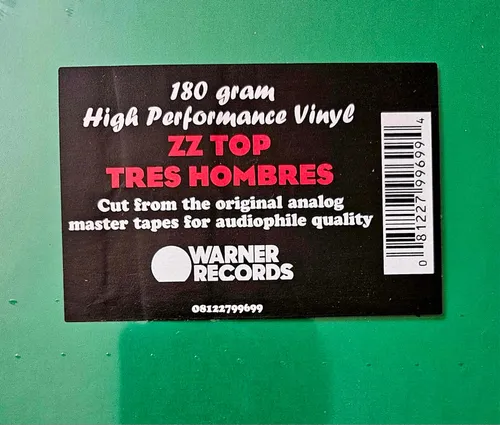 180 gram
High Performance Vinyl
ZZ TOP
TRES HOMBRES
Cut from the original analog
master tapes for audiophile quality
WARNER
RECORDS
08122799699
0 81227 99699 4